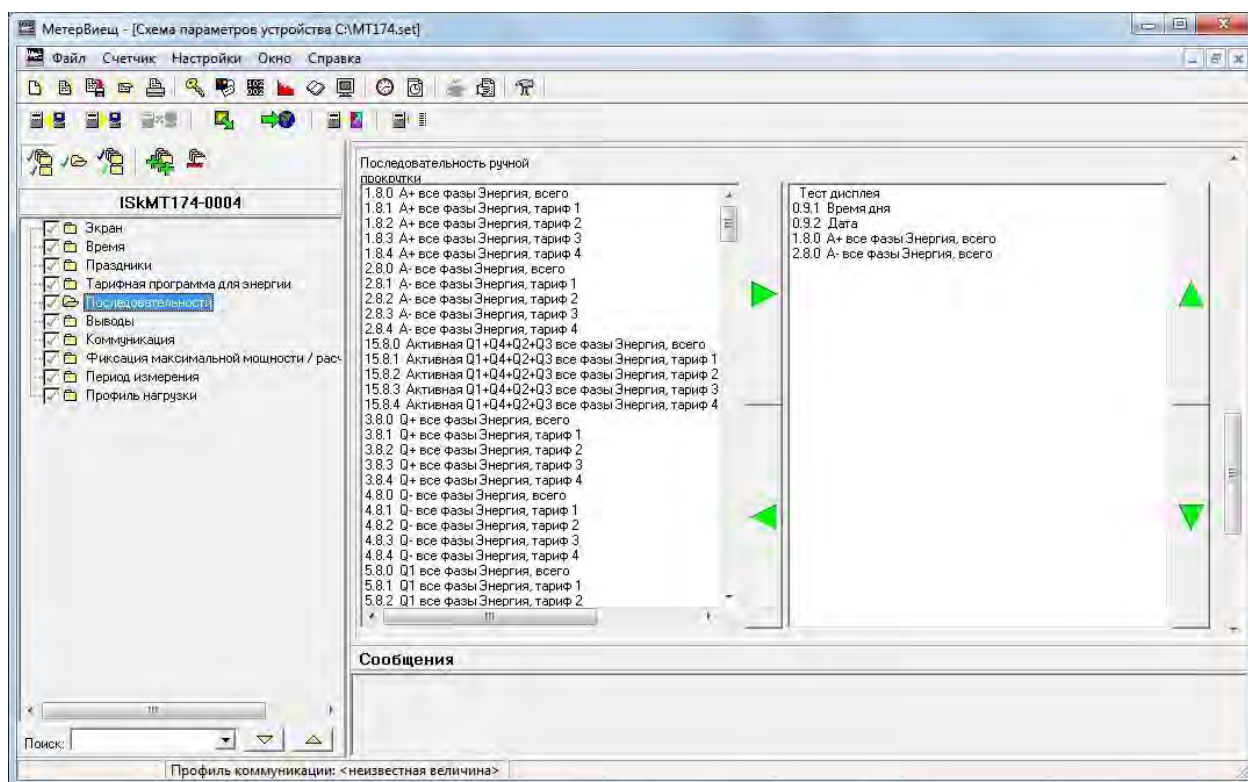 МетерВиещ - [Схема параметров устройства C:\MT174.set]
Файл Счетчик Настройки Окно Справка
ISkMT174-0004
Экран
Время
Праздники
Тарифная программа для энергии
Последовательности
Выводы
Коммуникация
Фиксация максимальной мощности / расч
Период измерения
Профиль нагрузки
Поиск:
Последовательность ручной
прокрутки
1.8.0 A+ все фазы Энергия, всего
1.8.1 A+ все фазы Энергия, тариф 1
1.8.2 A+ все фазы Энергия, тариф 2
1.8.3 A+ все фазы Энергия, тариф 3
1.8.4 A+ все фазы Энергия, тариф 4
2.8.0 A- все фазы Энергия, всего
2.8.1 A- все фазы Энергия, тариф 1
2.8.2 A- все фазы Энергия, тариф 2
2.8.3 A- все фазы Энергия, тариф 3
2.8.4 A- все фазы Энергия, тариф 4
15.8.0 Активная Q1+Q4+Q2+Q3 все фазы Энергия, всего
15.8.1 Активная Q1+Q4+Q2+Q3 все фазы Энергия, тариф 1
15.8.2 Активная Q1+Q4+Q2+Q3 все фазы Энергия, тариф 2
15.8.3 Активная Q1+Q4+Q2+Q3 все фазы Энергия, тариф 3
15.8.4 Активная Q1+Q4+Q2+Q3 все фазы Энергия, тариф 4
3.8.0 Q+ все фазы Энергия, всего
3.8.1 Q+ все фазы Энергия, тариф 1
3.8.2 Q+ все фазы Энергия, тариф 2
3.8.3 Q+ все фазы Энергия, тариф 3
3.8.4 Q+ все фазы Энергия, тариф 4
4.8.0 Q- все фазы Энергия, всего
4.8.1 Q- все фазы Энергия, тариф 1
4.8.2 Q- все фазы Энергия, тариф 2
4.8.3 Q- все фазы Энергия, тариф 3
4.8.4 Q- все фазы Энергия, тариф 4
5.8.0 Q1 все фазы Энергия, всего
5.8.1 Q1 все фазы Энергия, тариф 1
5.8.2 Q1 все фазы Энергия, тариф 2
Тест дисплея
0.9.1 Время дня
0.9.2 Дата
1.8.0 A+ все фазы Энергия, всего
2.8.0 A- все фазы Энергия, всего
Сообщения
Профиль коммуникации: <неизвестная величина>